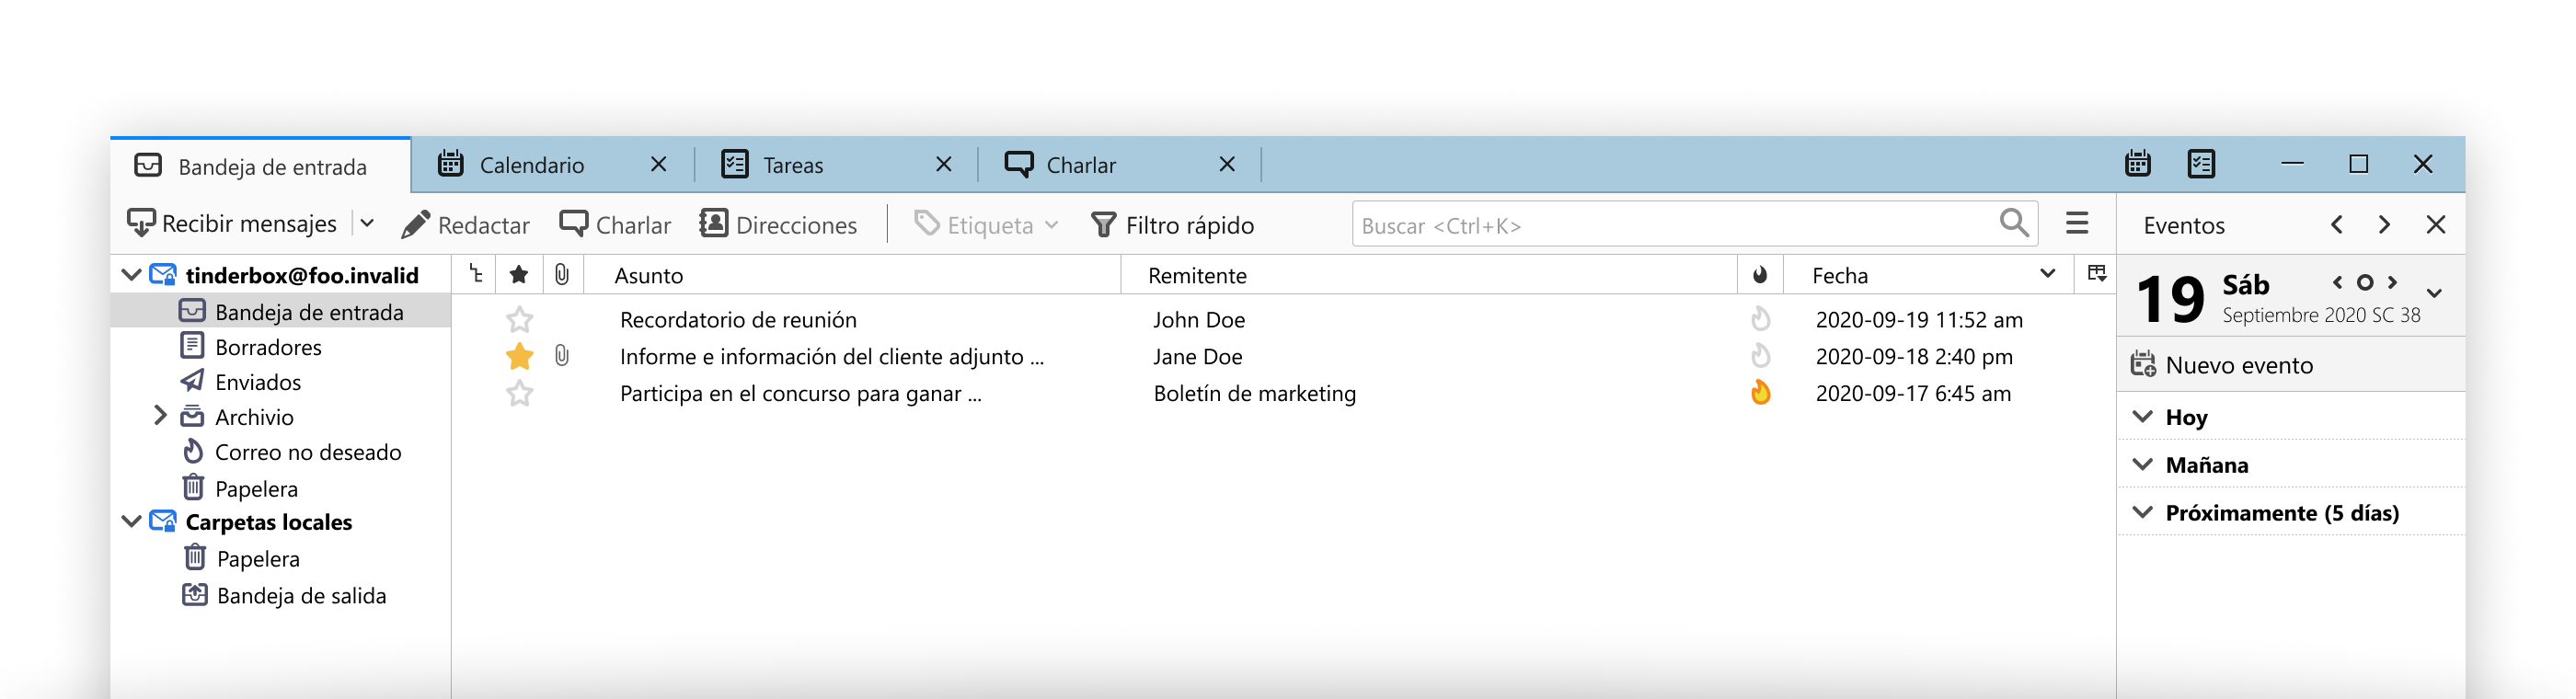 Bandeja de entrada Calendario Tareas Charlar
Recibir mensajes Redactar Charlar Direcciones Etiqueta Filtro rápido Buscar <Ctrl+K> Eventos
tinderbox@foo.invalid
Bandeja de entrada
Borradores
Enviados
Archivio
Correo no deseado
Papelera
Carpetas locales
Papelera
Bandeja de salida
Asunto Remitente Fecha
Recordatorio de reunión John Doe 2020-09-19 11:52 am
Informe e información del cliente adjunto ... Jane Doe 2020-09-18 2:40 pm
Participa en el concurso para ganar ... Boletín de marketing 2020-09-17 6:45 am
19 Sáb
Septiembre 2020 SC 38
Nuevo evento
Hoy
Mañana
Próximamente (5 días)